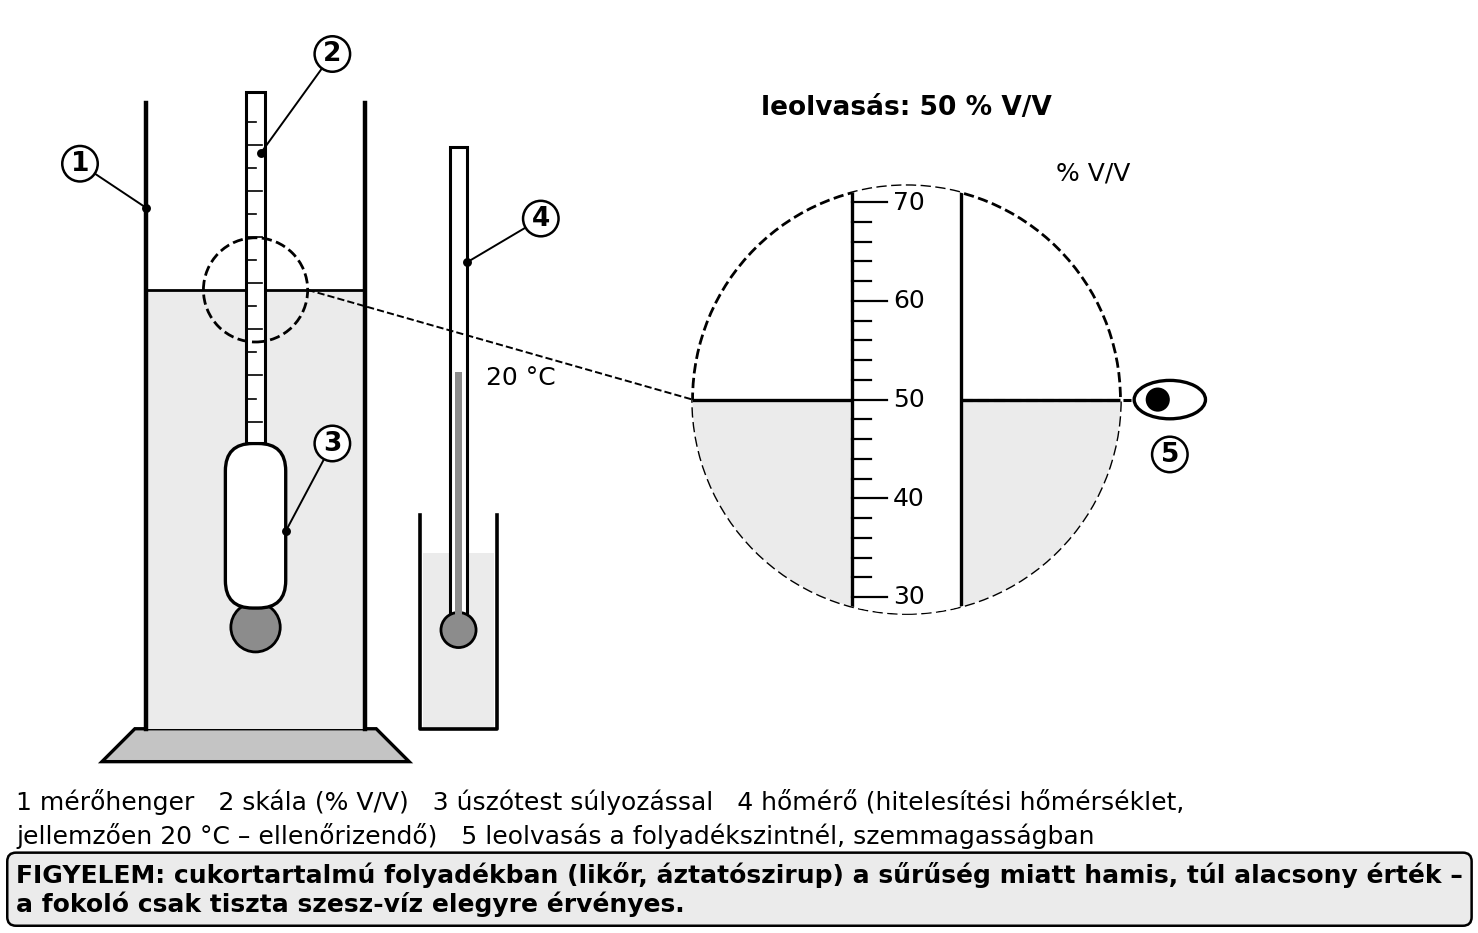 2
leolvasás: 50 % V/V
1
% V/V
70
4
60
20 °C
50
3
5
40
30
1 mérőhenger   2 skála (% V/V)   3 úszótest súlyozással   4 hőmérő (hitelesítési hőmérséklet,
jellemzően 20 °C – ellenőrizendő)   5 leolvasás a folyadékszintnél, szemmagasságban
FIGYELEM: cukortartalmú folyadékban (likőr, áztatószirup) a sűrűség miatt hamis, túl alacsony érték –
a fokoló csak tiszta szesz-víz elegyre érvényes.